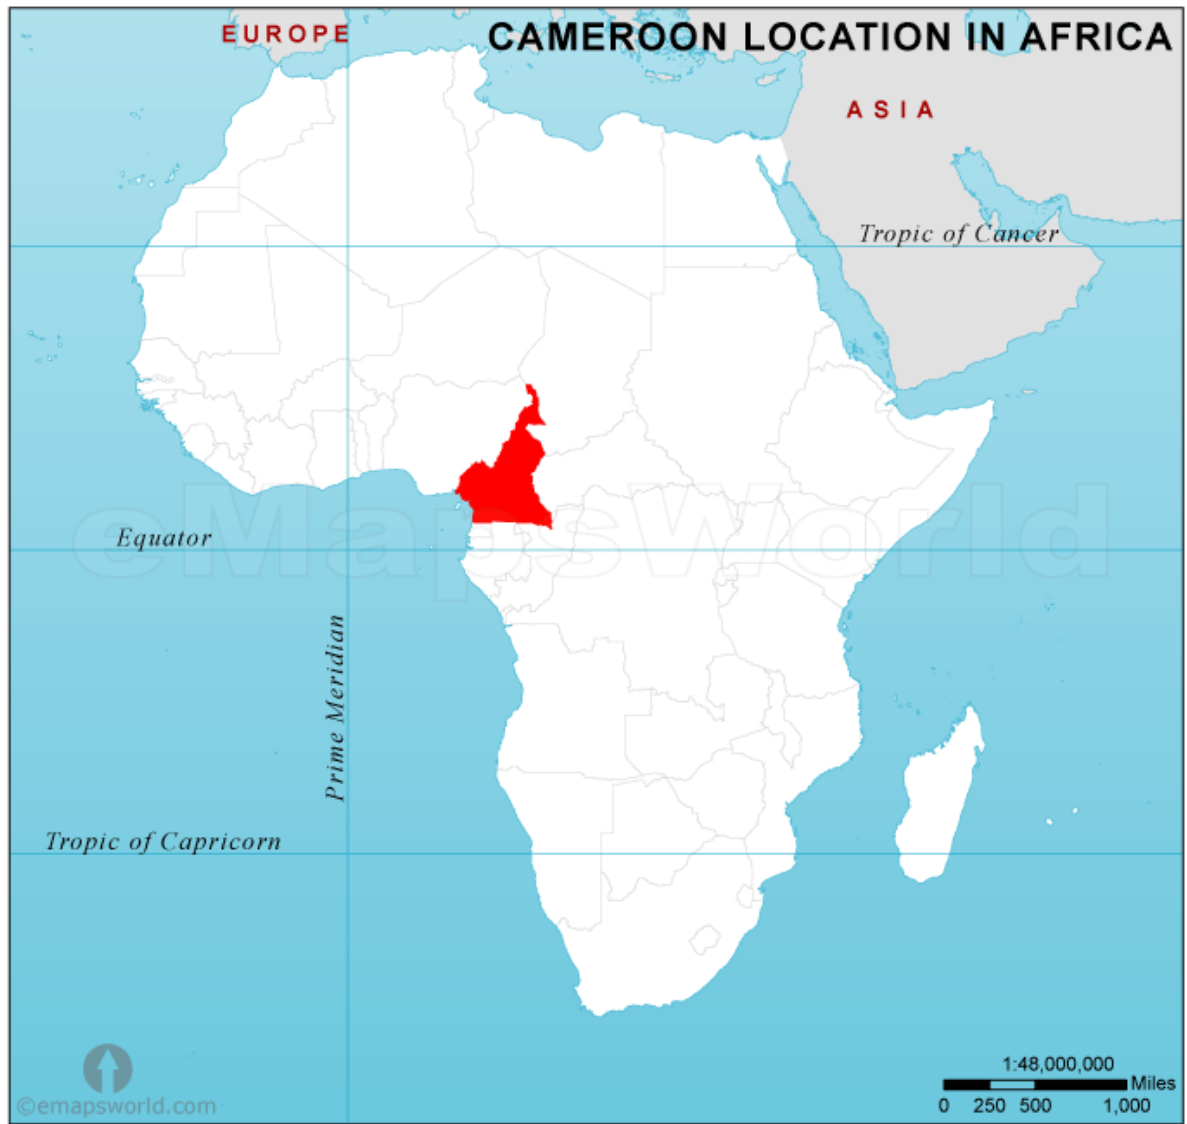 EUROPE
CAMEROON LOCATION IN AFRICA
ASIA
Tropic of Cancer
eMapsWorld
Equator
Prime Meridian
Tropic of Capricorn
1:48,000,000
Miles
0 250 500 1,000
©emapsworld.com